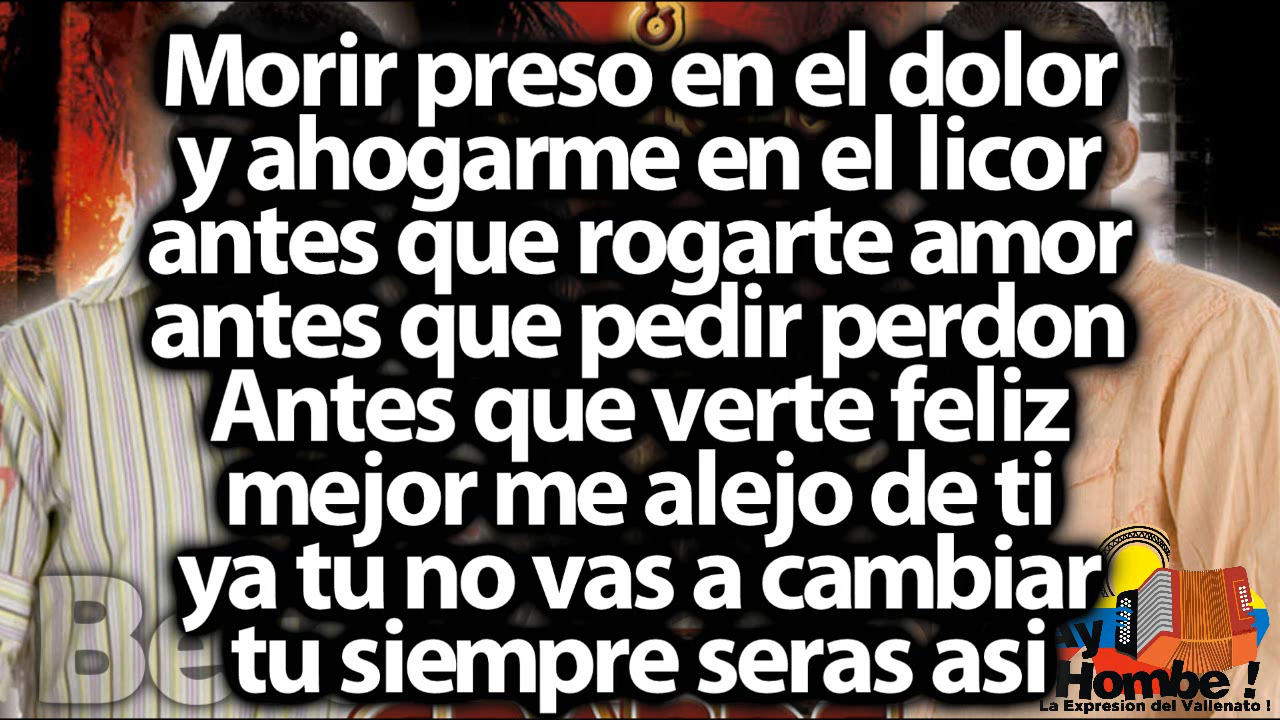 Morir preso en el dolor
y ahogarme en el licor
antes que rogarte amor
antes que pedir perdon
Antes que verte feliz
mejor me alejo de ti
ya tu no vas a cambiar
tu siempre seras asi
Be
Ay
Hombe !
La Expresion del Vallenato !